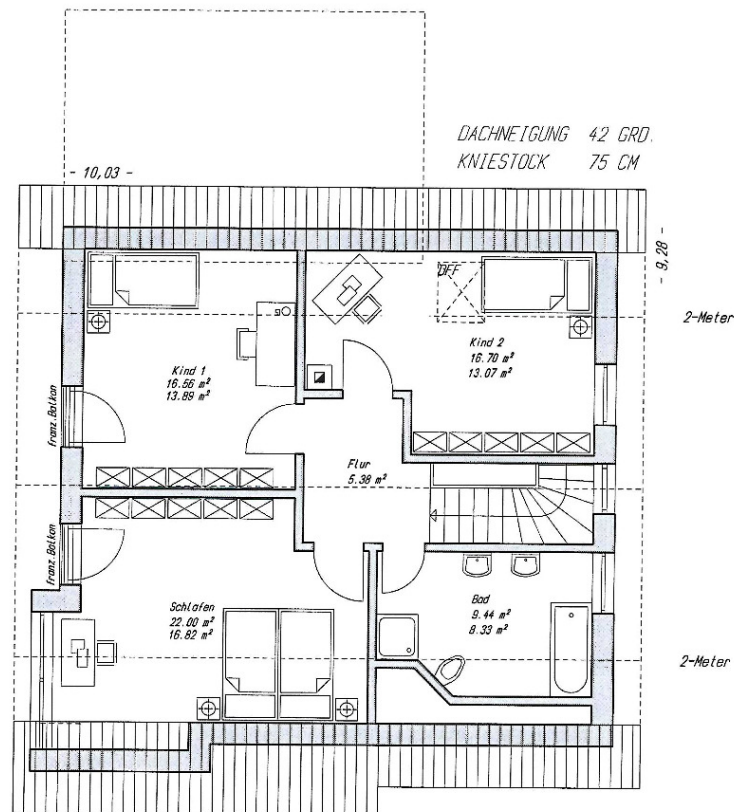 DACHNEIGUNG 42 GRD.
KNIESTOCK 75 CM
- 10,03 -
- 9,28 -
DFF
2-Meter
Kind 1
16.56 m²
13.89 m²
Kind 2
16.70 m²
13.07 m²
franz.Balkon
Flur
5.38 m²
franz.Balkon
Schlafen
22.00 m²
16.82 m²
Bad
9.44 m²
8.33 m²
2-Meter